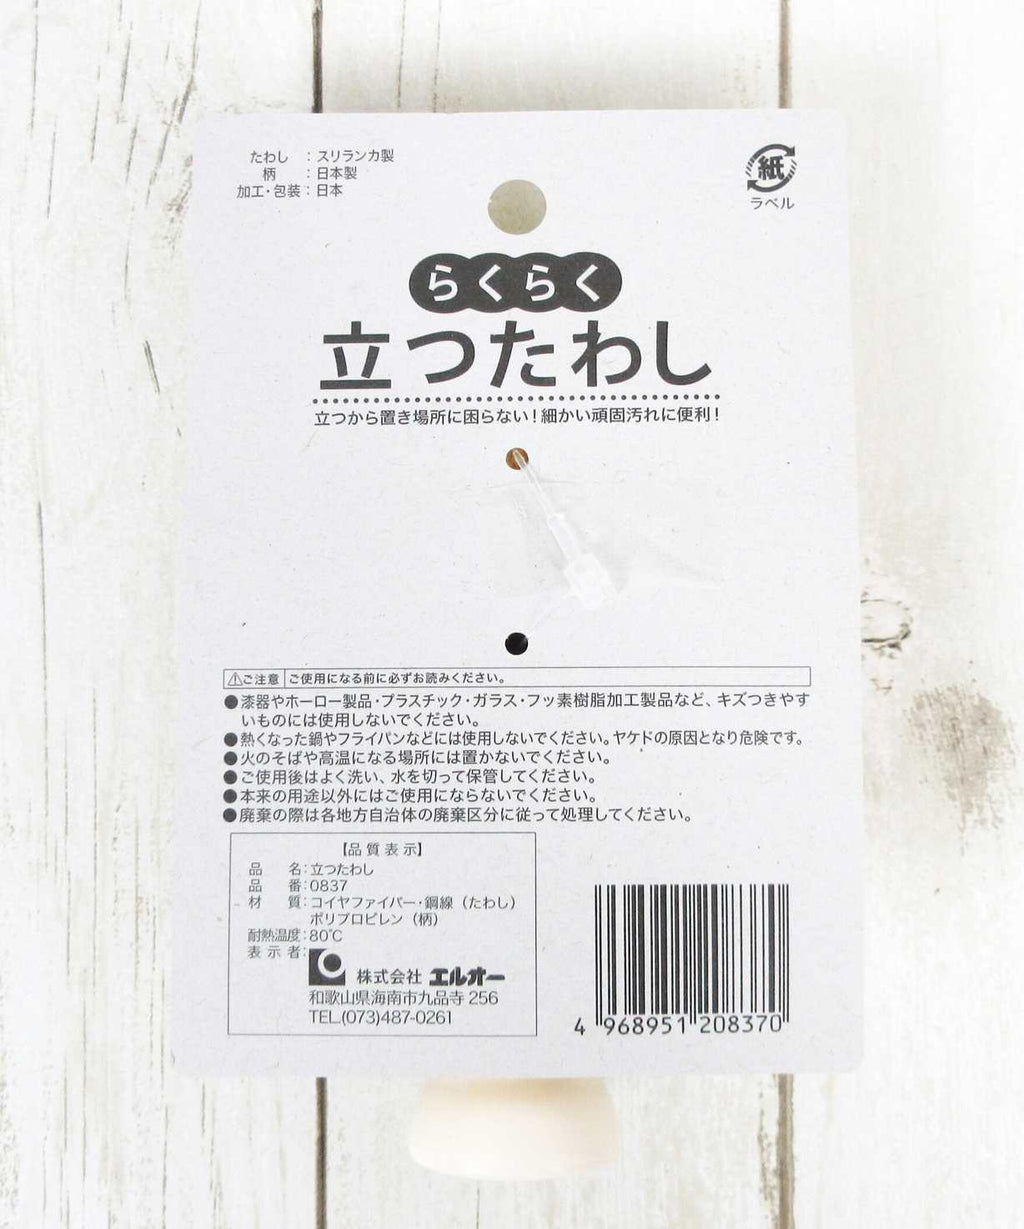 たわし　：スリランカ製
柄　：日本製
加工・包装：日本
紙
ラベル
らくらく
立つたわし
立つから置き場所に困らない！細かい頑固汚れに便利！
⚠ご注意　ご使用になる前に必ずお読みください。
●漆器やホーロー製品・プラスチック・ガラス・フッ素樹脂加工製品など、キズつきやす
いものには使用しないでください。
●熱くなった鍋やフライパンなどには使用しないでください。ヤケドの原因となり危険です。
●火のそばや高温になる場所には置かないでください。
●ご使用後はよく洗い、水を切って保管してください。
●本来の用途以外にはご使用にならないでください。
●廃棄の際は各地方自治体の廃棄区分に従って処理してください。
【品質表示】
品　名：立つたわし
品　番：0837
材　質：コイヤファイバー・鋼線（たわし）
ポリプロピレン（柄）
耐熱温度：80℃
表示者：
株式会社 エルオー
和歌山県海南市九品寺 256
TEL.(073)487-0261
4 968951 208370